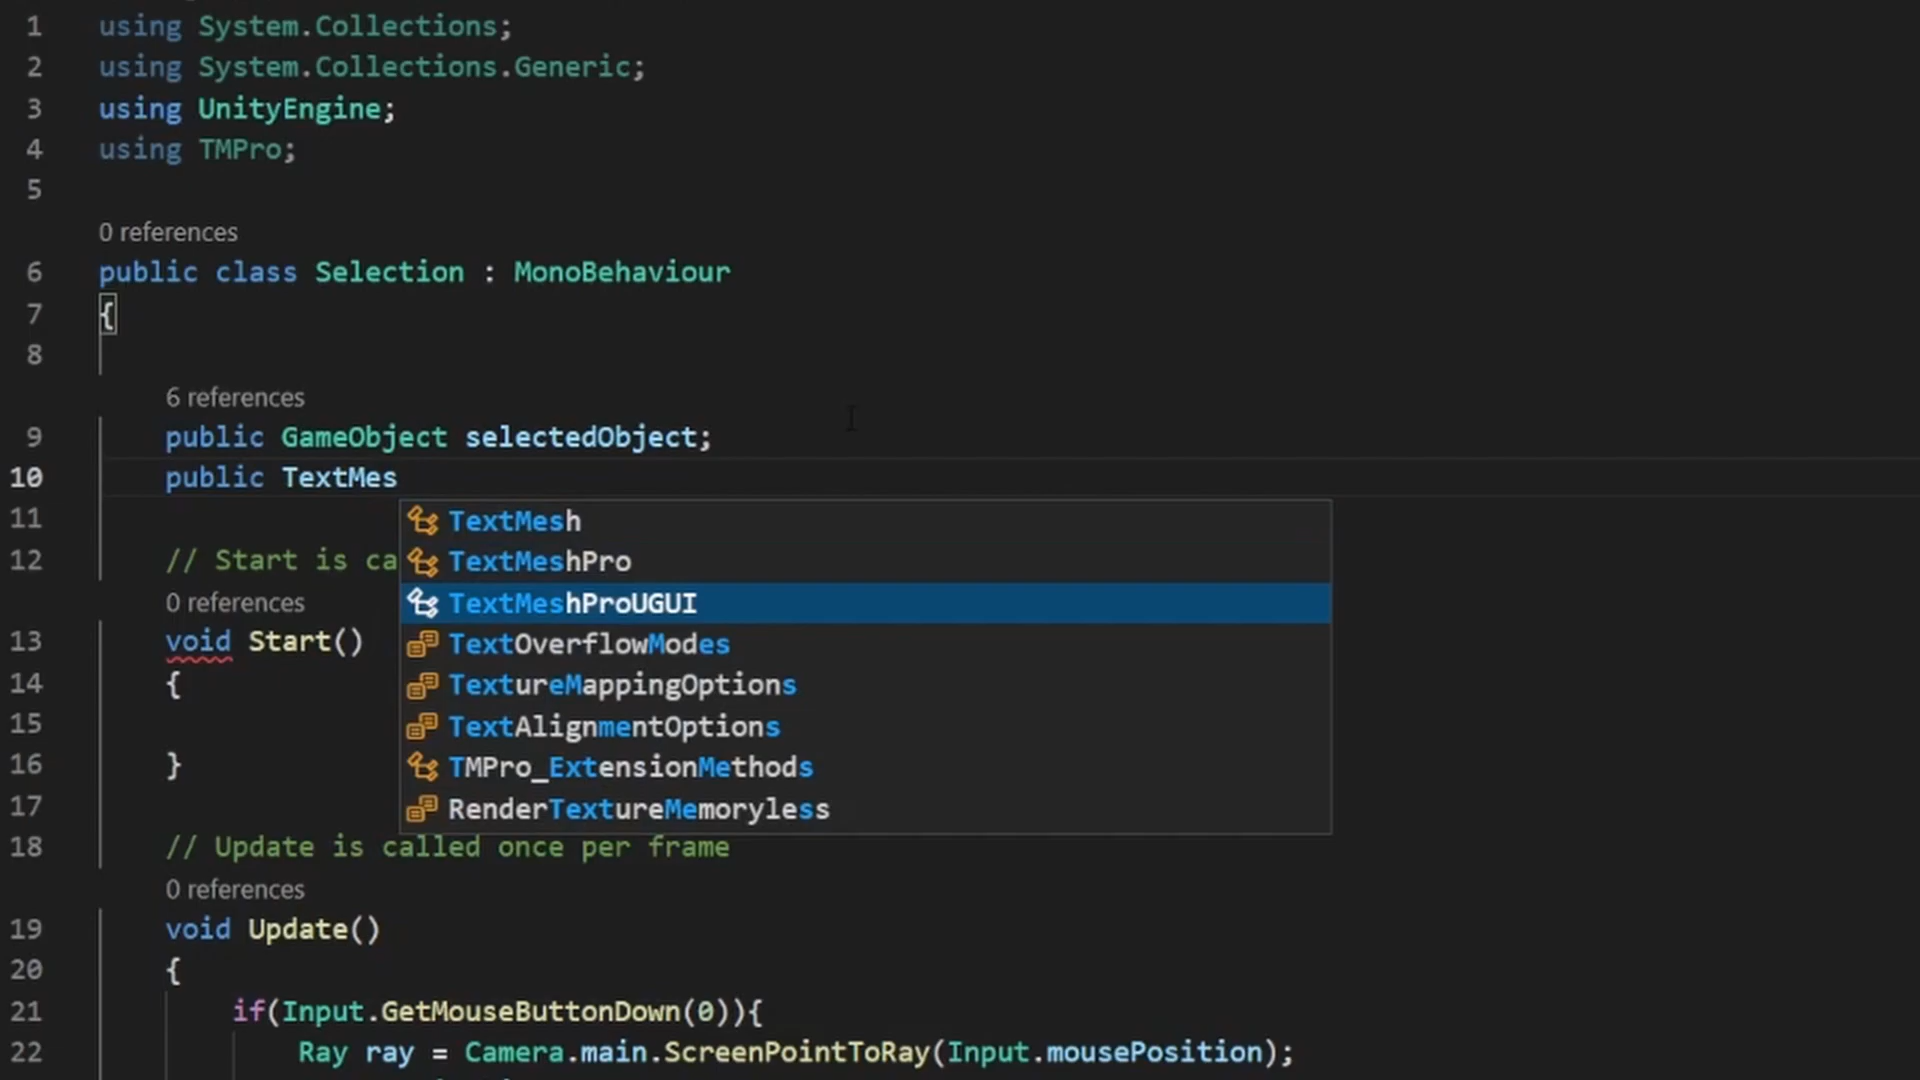 1 using System.Collections;
2 using System.Collections.Generic;
3 using UnityEngine;
4 using TMPro;
5
0 references
6 public class Selection : MonoBehaviour
7 {
8
6 references
9 public GameObject selectedObject;
10 public TextMes
11
TextMesh
TextMeshPro
12 // Start is ca
TextMeshProUGUI
0 references
13 void Start()
TextOverflowModes
14 {
TextureMappingOptions
15
TextAlignmentOptions
16 }
TMPro_ExtensionMethods
17
RenderTextureMemoryless
18 // Update is called once per frame
0 references
19 void Update()
20 {
21 if(Input.GetMouseButtonDown(0)){
22 Ray ray = Camera.main.ScreenPointToRay(Input.mousePosition);